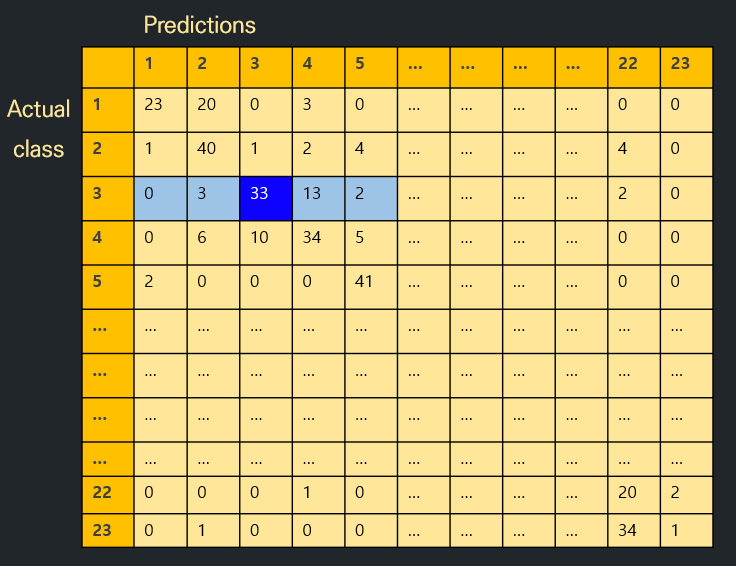 Predictions
1 2 3 4 5 ... ... ... ... 22 23
Actual
class
1 23 20 0 3 0 ... ... ... ... 0 0
2 1 40 1 2 4 ... ... ... ... 4 0
3 0 3 33 13 2 ... ... ... ... 2 0
4 0 6 10 34 5 ... ... ... ... 0 0
5 2 0 0 0 41 ... ... ... ... 0 0
... ... ... ... ... ... ... ... ... ... ... ...
... ... ... ... ... ... ... ... ... ... ... ...
... ... ... ... ... ... ... ... ... ... ... ...
... ... ... ... ... ... ... ... ... ... ... ...
22 0 0 0 1 0 ... ... ... ... 20 2
23 0 1 0 0 0 ... ... ... ... 34 1